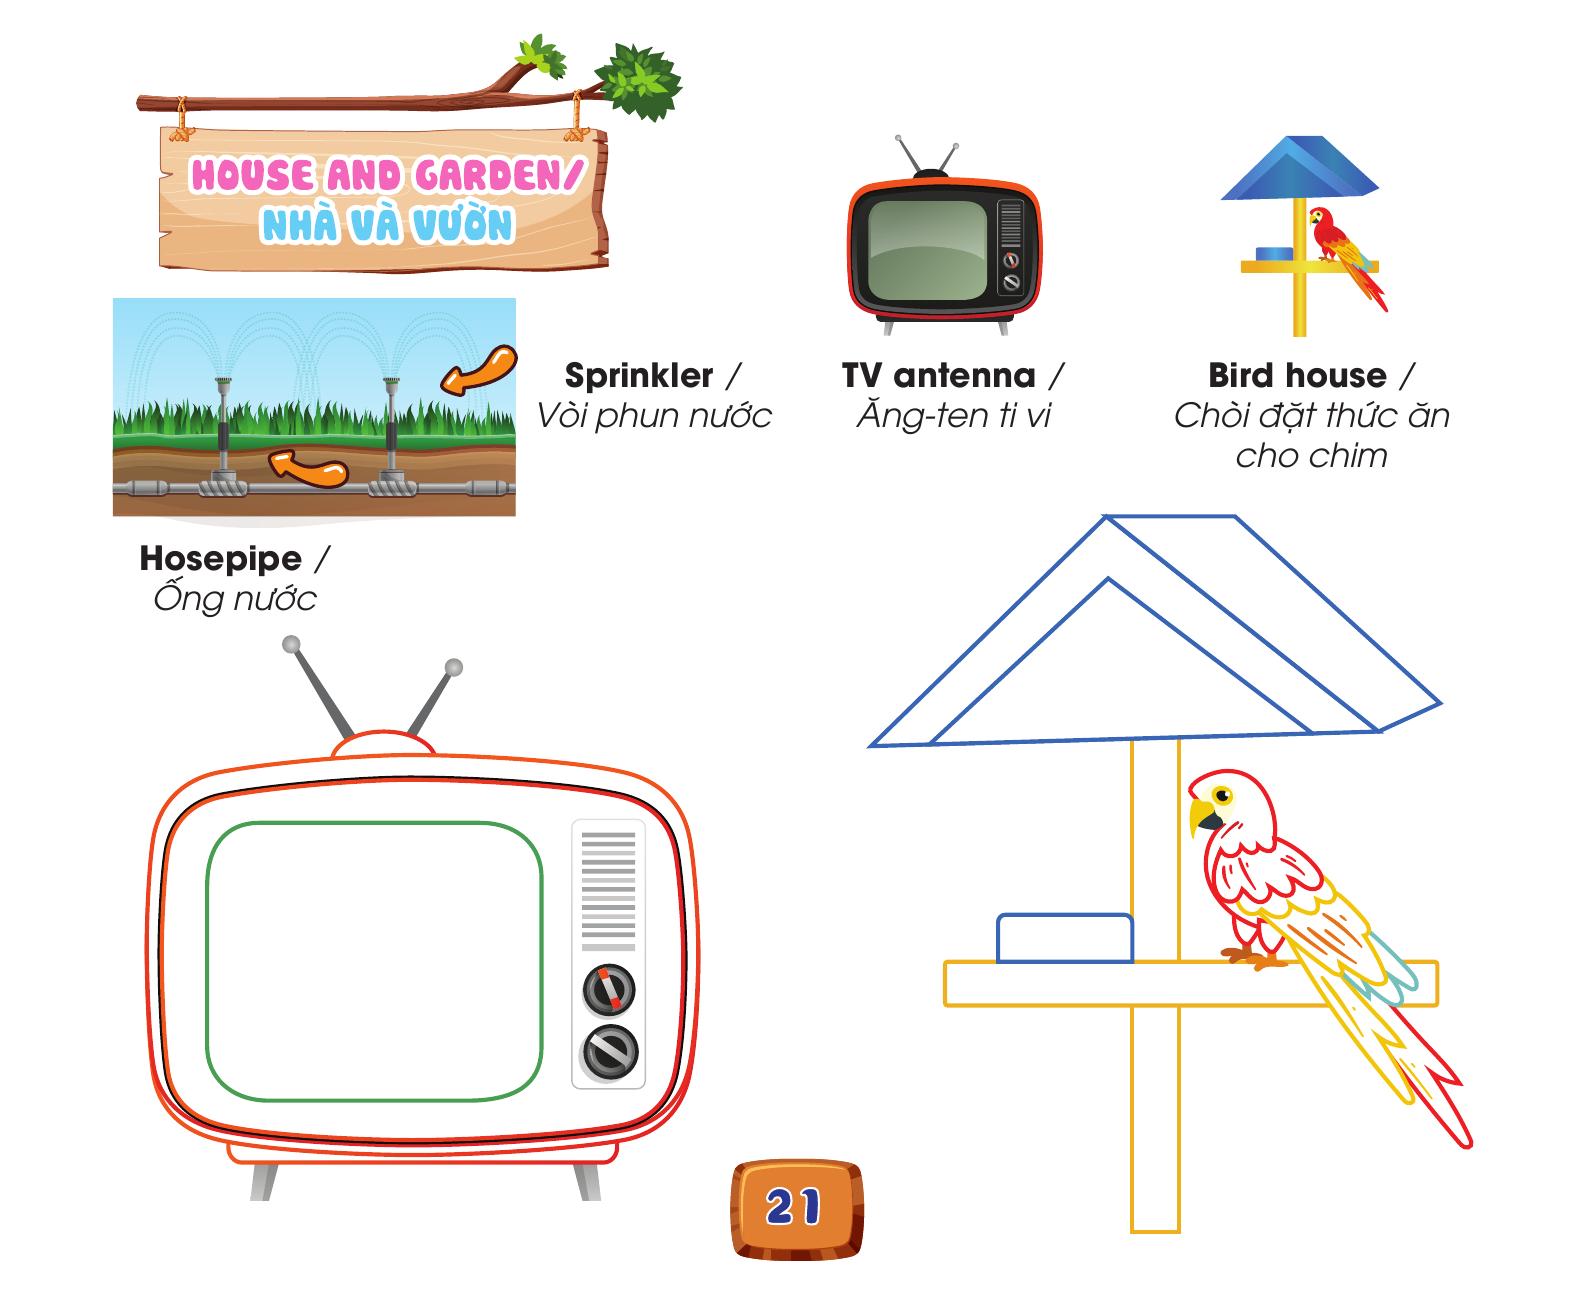 HOUSE AND GARDEN/
NHÀ VÀ VƯỜN
Sprinkler /
Vòi phun nước
TV antenna /
Ăng-ten ti vi
Bird house /
Chòi đặt thức ăn
cho chim
Hosepipe /
Ống nước
21